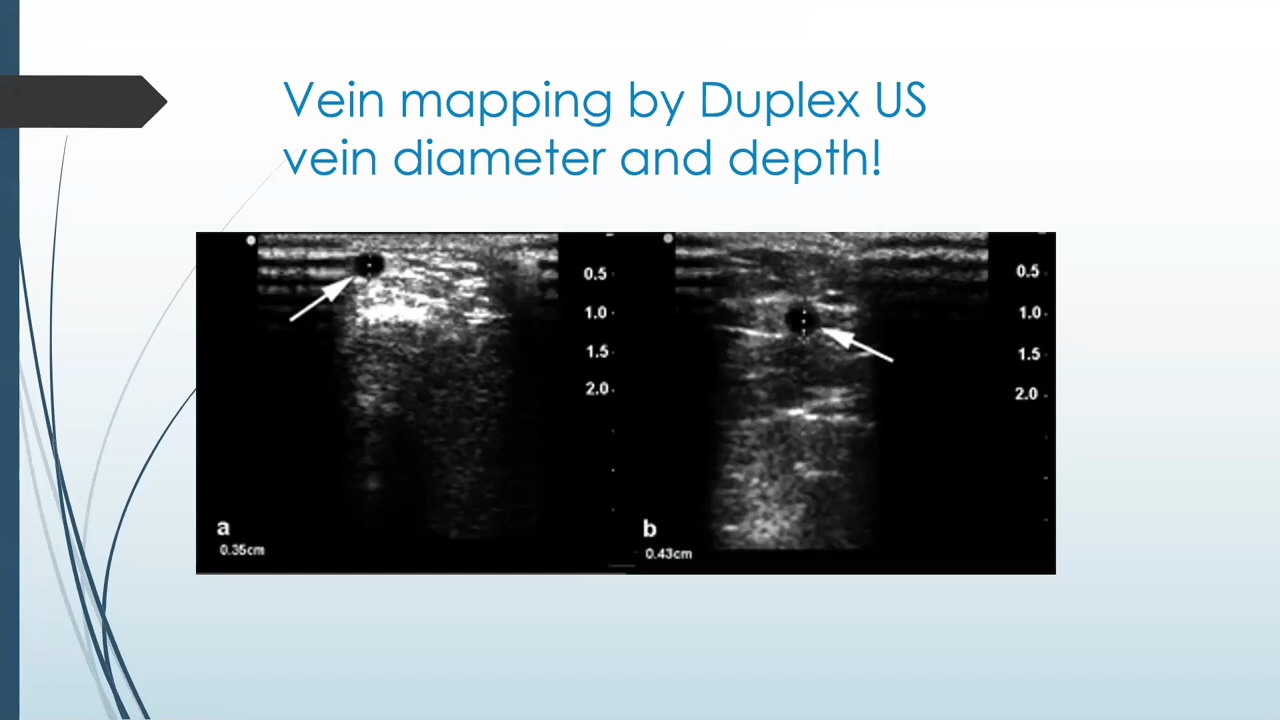 Vein mapping by Duplex US
vein diameter and depth!
0.5
1.0
1.5
2.0
a
0.35cm
0.5
1.0
1.5
2.0
b
0.43cm